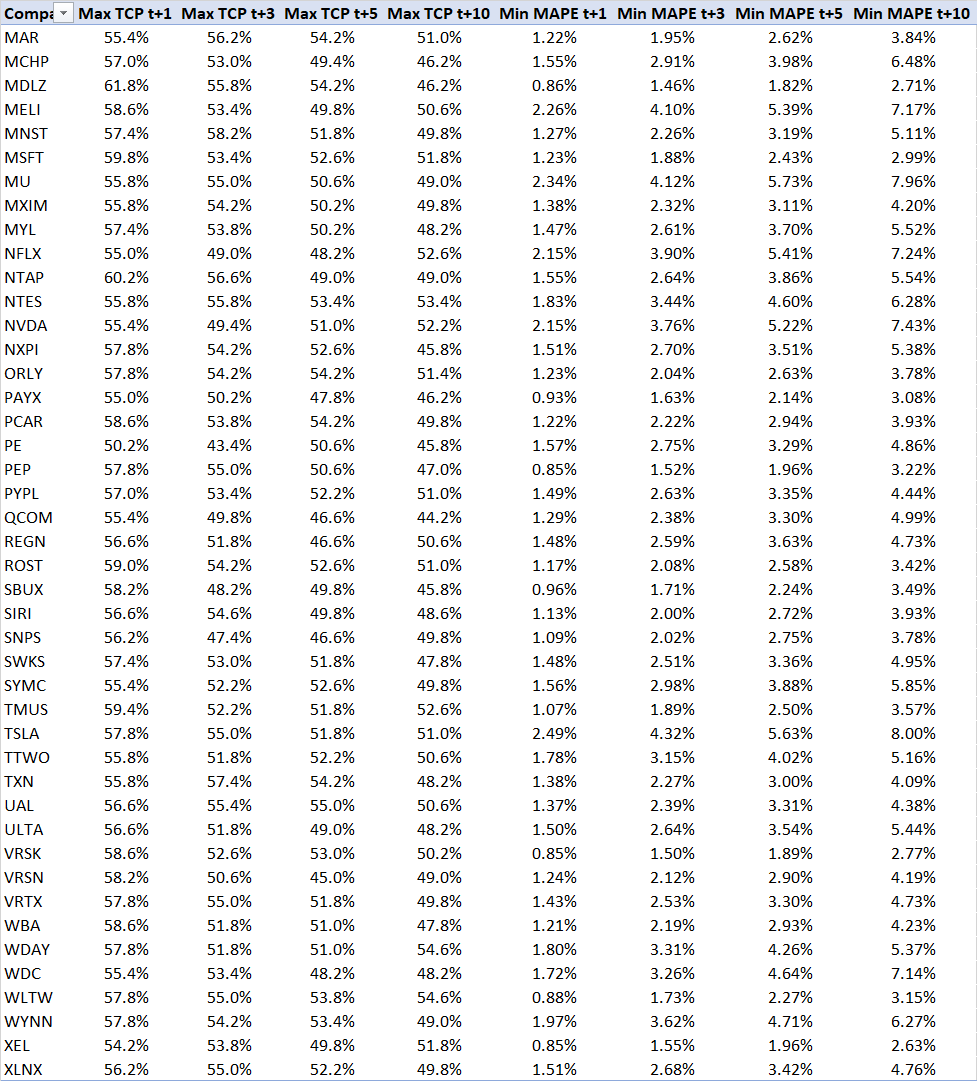 Compa Max TCP t+1 Max TCP t+3 Max TCP t+5 Max TCP t+10 Min MAPE t+1 Min MAPE t+3 Min MAPE t+5 Min MAPE t+10
MAR 55.4% 56.2% 54.2% 51.0% 1.22% 1.95% 2.62% 3.84%
MCHP 57.0% 53.0% 49.4% 46.2% 1.55% 2.91% 3.98% 6.48%
MDLZ 61.8% 55.8% 54.2% 46.2% 0.86% 1.46% 1.82% 2.71%
MELI 58.6% 53.4% 49.8% 50.6% 2.26% 4.10% 5.39% 7.17%
MNST 57.4% 58.2% 51.8% 49.8% 1.27% 2.26% 3.19% 5.11%
MSFT 59.8% 53.4% 52.6% 51.8% 1.23% 1.88% 2.43% 2.99%
MU 55.8% 55.0% 50.6% 49.0% 2.34% 4.12% 5.73% 7.96%
MXIM 55.8% 54.2% 50.2% 49.8% 1.38% 2.32% 3.11% 4.20%
MYL 57.4% 53.8% 50.2% 48.2% 1.47% 2.61% 3.70% 5.52%
NFLX 55.0% 49.0% 48.2% 52.6% 2.15% 3.90% 5.41% 7.24%
NTAP 60.2% 56.6% 49.0% 49.0% 1.55% 2.64% 3.86% 5.54%
NTES 55.8% 55.8% 53.4% 53.4% 1.83% 3.44% 4.60% 6.28%
NVDA 55.4% 49.4% 51.0% 52.2% 2.15% 3.76% 5.22% 7.43%
NXPI 57.8% 54.2% 52.6% 45.8% 1.51% 2.70% 3.51% 5.38%
ORLY 57.8% 54.2% 54.2% 51.4% 1.23% 2.04% 2.63% 3.78%
PAYX 55.0% 50.2% 47.8% 46.2% 0.93% 1.63% 2.14% 3.08%
PCAR 58.6% 53.8% 54.2% 49.8% 1.22% 2.22% 2.94% 3.93%
PE 50.2% 43.4% 50.6% 45.8% 1.57% 2.75% 3.29% 4.86%
PEP 57.8% 55.0% 50.6% 47.0% 0.85% 1.52% 1.96% 3.22%
PYPL 57.0% 53.4% 52.2% 51.0% 1.49% 2.63% 3.35% 4.44%
QCOM 55.4% 49.8% 46.6% 44.2% 1.29% 2.38% 3.30% 4.99%
REGN 56.6% 51.8% 46.6% 50.6% 1.48% 2.59% 3.63% 4.73%
ROST 59.0% 54.2% 52.6% 51.0% 1.17% 2.08% 2.58% 3.42%
SBUX 58.2% 48.2% 49.8% 45.8% 0.96% 1.71% 2.24% 3.49%
SIRI 56.6% 54.6% 49.8% 48.6% 1.13% 2.00% 2.72% 3.93%
SNPS 56.2% 47.4% 46.6% 49.8% 1.09% 2.02% 2.75% 3.78%
SWKS 57.4% 53.0% 51.8% 47.8% 1.48% 2.51% 3.36% 4.95%
SYMC 55.4% 52.2% 52.6% 49.8% 1.56% 2.98% 3.88% 5.85%
TMUS 59.4% 52.2% 51.8% 52.6% 1.07% 1.89% 2.50% 3.57%
TSLA 57.8% 55.0% 51.8% 51.0% 2.49% 4.32% 5.63% 8.00%
TTWO 55.8% 51.8% 52.2% 50.6% 1.78% 3.15% 4.02% 5.16%
TXN 55.8% 57.4% 54.2% 48.2% 1.38% 2.27% 3.00% 4.09%
UAL 56.6% 55.4% 55.0% 50.6% 1.37% 2.39% 3.31% 4.38%
ULTA 56.6% 51.8% 49.0% 48.2% 1.50% 2.64% 3.54% 5.44%
VRSK 58.6% 52.6% 53.0% 50.2% 0.85% 1.50% 1.89% 2.77%
VRSN 58.2% 50.6% 45.0% 49.0% 1.24% 2.12% 2.90% 4.19%
VRTX 57.8% 55.0% 51.8% 49.8% 1.43% 2.53% 3.30% 4.73%
WBA 58.6% 51.8% 51.0% 47.8% 1.21% 2.19% 2.93% 4.23%
WDAY 57.8% 51.8% 51.0% 54.6% 1.80% 3.31% 4.26% 5.37%
WDC 55.4% 53.4% 48.2% 48.2% 1.72% 3.26% 4.64% 7.14%
WLTW 57.8% 55.0% 53.8% 54.6% 0.88% 1.73% 2.27% 3.15%
WYNN 57.8% 54.2% 53.4% 49.0% 1.97% 3.62% 4.71% 6.27%
XEL 54.2% 53.8% 49.8% 51.8% 0.85% 1.55% 1.96% 2.63%
XLNX 56.2% 55.0% 52.2% 49.8% 1.51% 2.68% 3.42% 4.76%